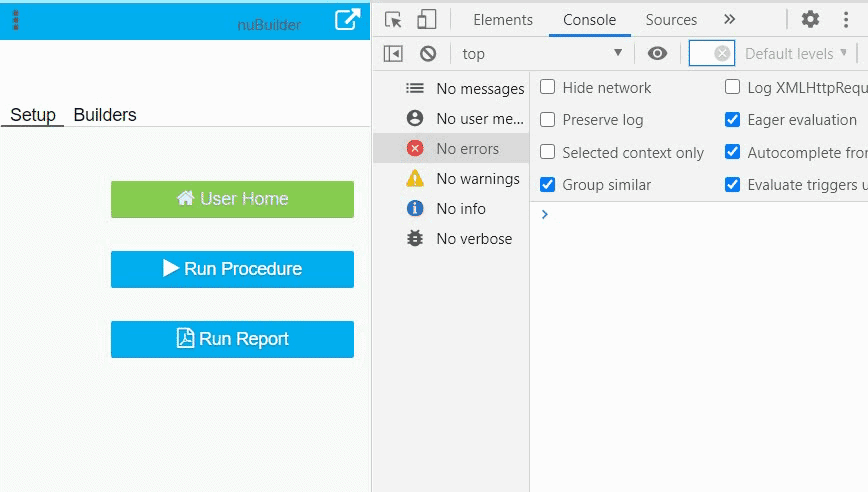 nuBuilder
Setup Builders
User Home
Run Procedure
Run Report
Elements Console Sources »
top Default levels
No messages
No user me...
No errors
No warnings
No info
No verbose
Hide network Log XMLHttpRequ
Preserve log Eager evaluation
Selected context only Autocomplete from
Group similar Evaluate triggers u